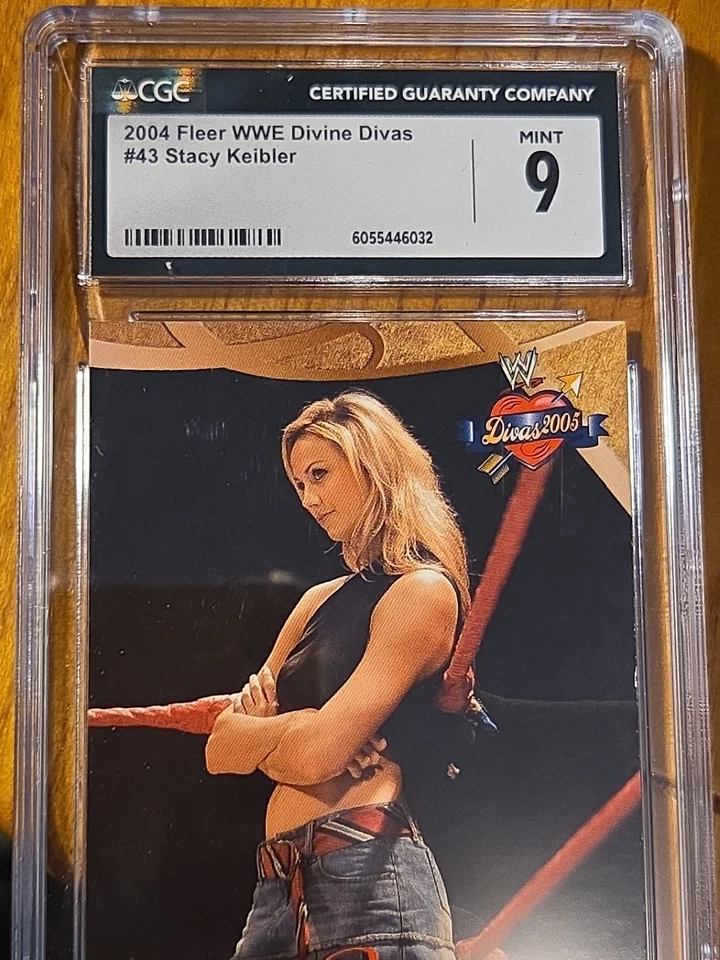 CGC
CERTIFIED GUARANTY COMPANY
2004 Fleer WWE Divine Divas
#43 Stacy Keibler
MINT
9
6055446032
W
Divas2005